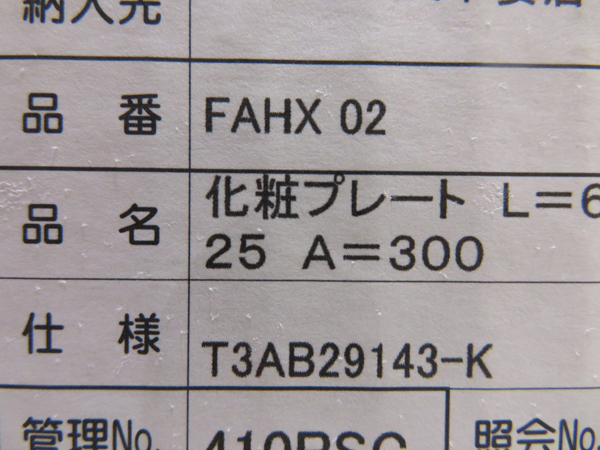 納入先
品 番 FAHX 02
品 名 化粧プレート L=6
25 A=300
仕 様 T3AB29143-K
管理No. 照会No.